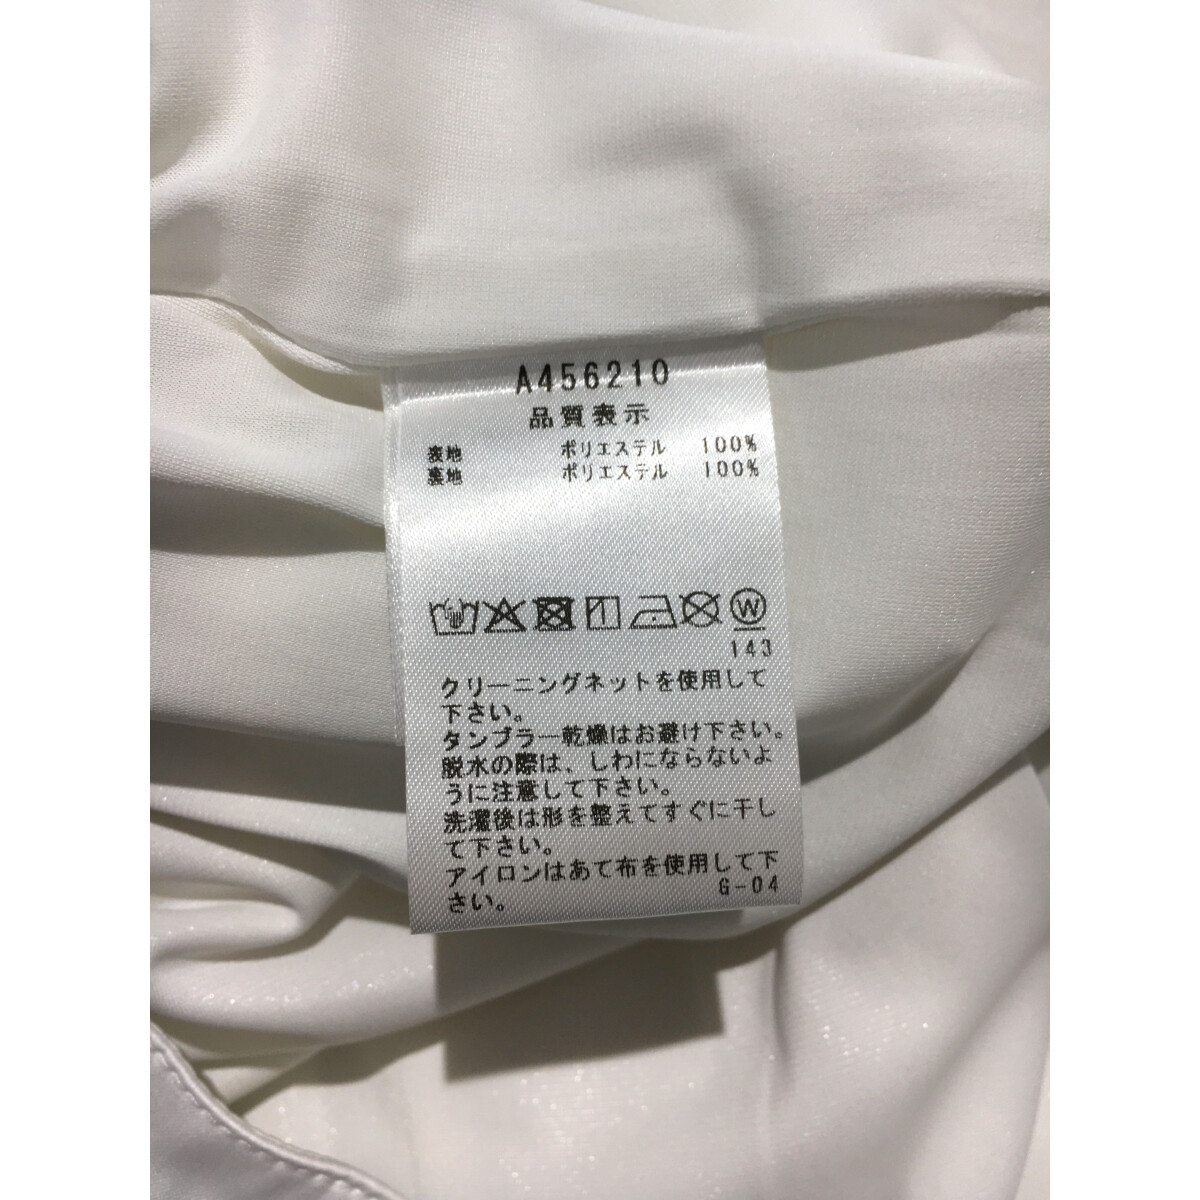 A456210
品質表示
表地 ポリエステル 100%
裏地 ポリエステル 100%
W
143
クリーニングネットを使用して
下さい。
タンブラー乾燥はお避け下さい。
脱水の際は、しわにならないよ
うに注意して下さい。
洗濯後は形を整えてすぐに干し
て下さい。
アイロンはあて布を使用して下
さい。 G-04